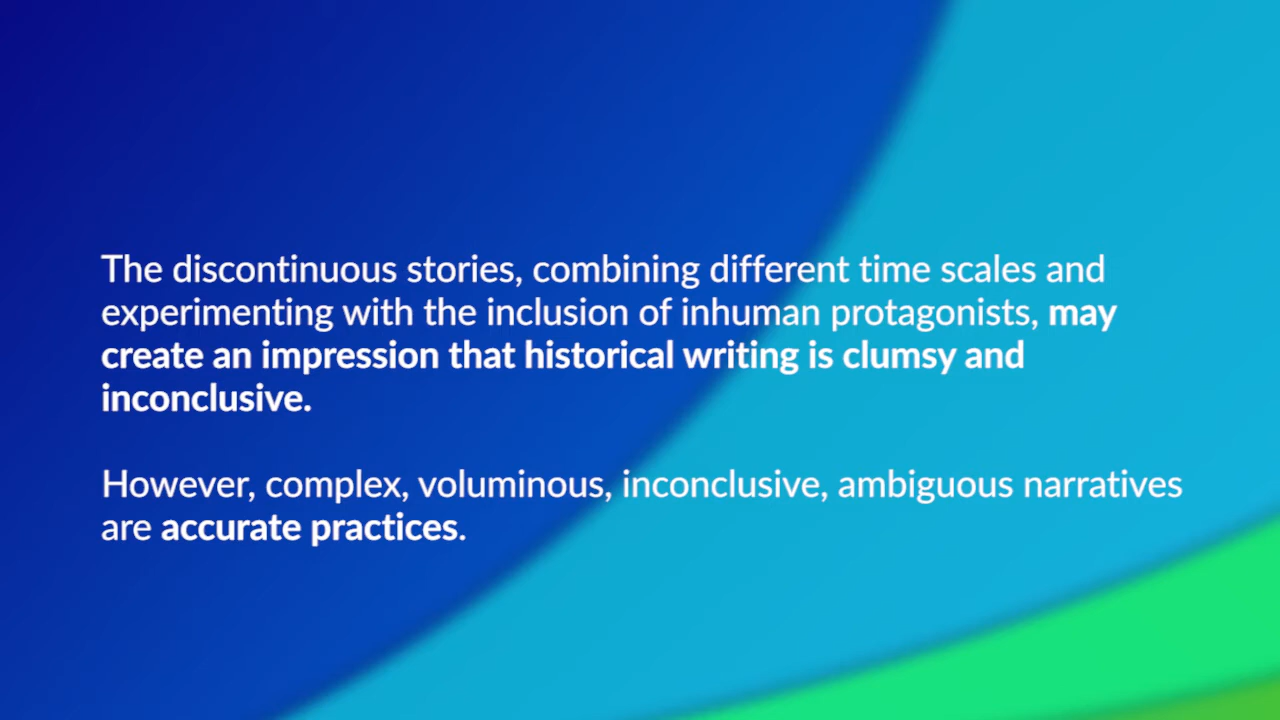 The discontinuous stories, combining different time scales and
experimenting with the inclusion of inhuman protagonists, may
create an impression that historical writing is clumsy and
inconclusive.
However, complex, voluminous, inconclusive, ambiguous narratives
are accurate practices.